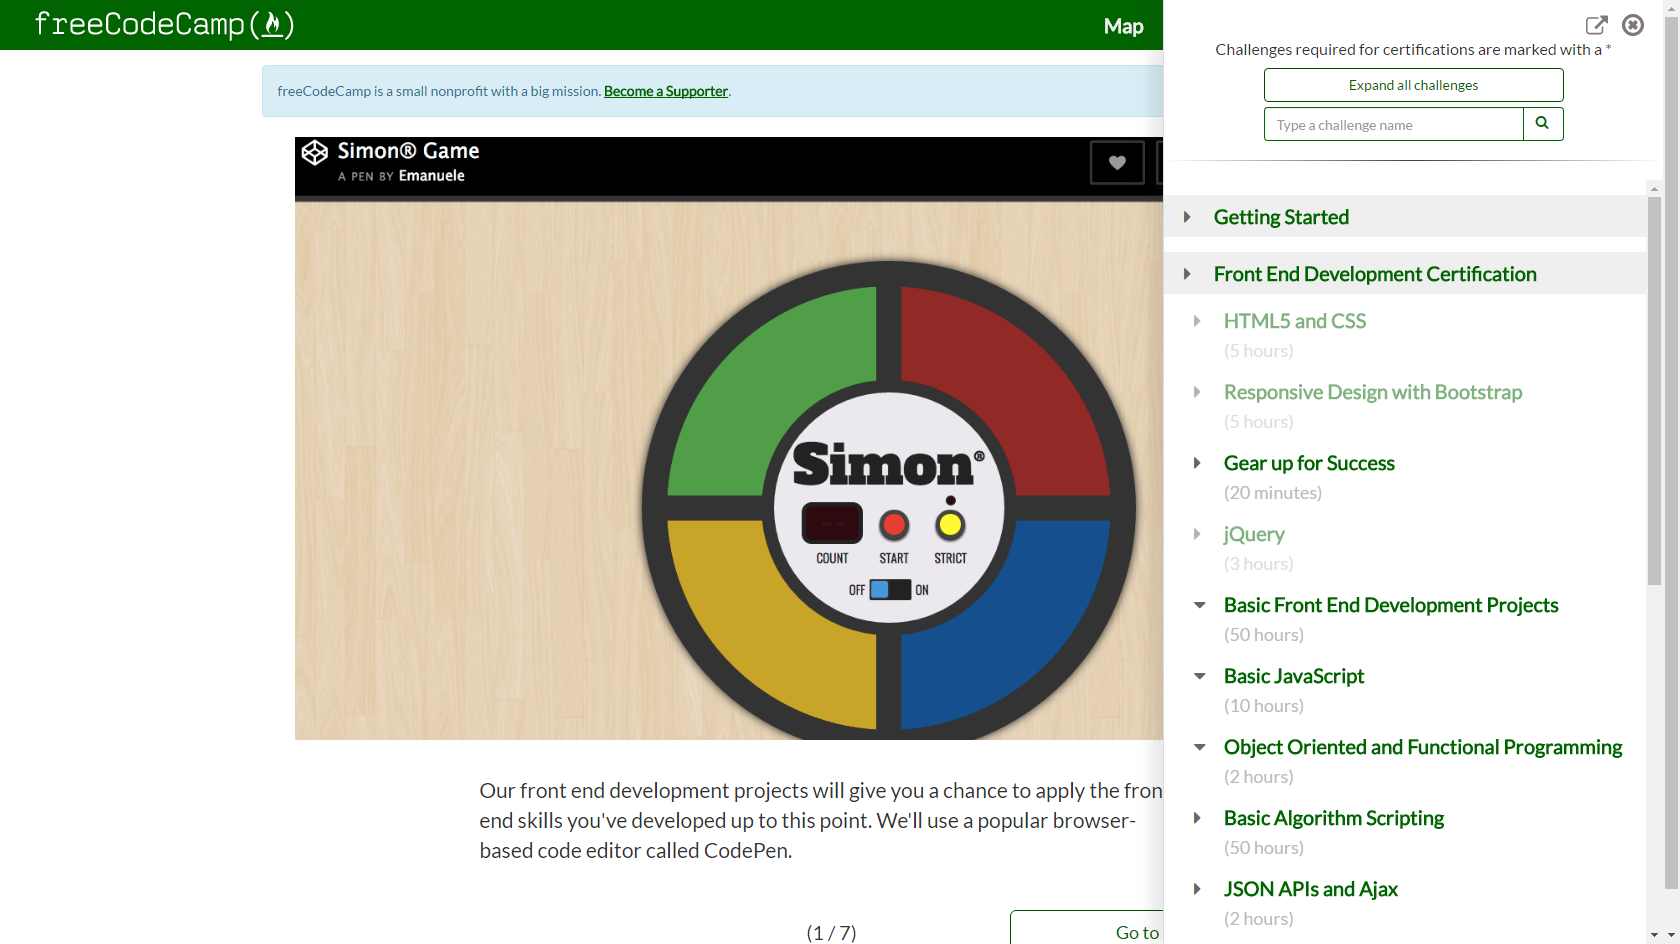 freeCodeCamp(🔥)
Map
freeCodeCamp is a small nonprofit with a big mission. Become a Supporter.
Simon® Game
A PEN BY Emanuele
Simon®
--
COUNT START STRICT
OFF ON
Our front end development projects will give you a chance to apply the fron
end skills you've developed up to this point. We'll use a popular browser-
based code editor called CodePen.
(1 / 7)
Go to
Challenges required for certifications are marked with a *
Expand all challenges
Type a challenge name
Getting Started
Front End Development Certification
HTML5 and CSS
(5 hours)
Responsive Design with Bootstrap
(5 hours)
Gear up for Success
(20 minutes)
jQuery
(3 hours)
Basic Front End Development Projects
(50 hours)
Basic JavaScript
(10 hours)
Object Oriented and Functional Programming
(2 hours)
Basic Algorithm Scripting
(50 hours)
JSON APIs and Ajax
(2 hours)